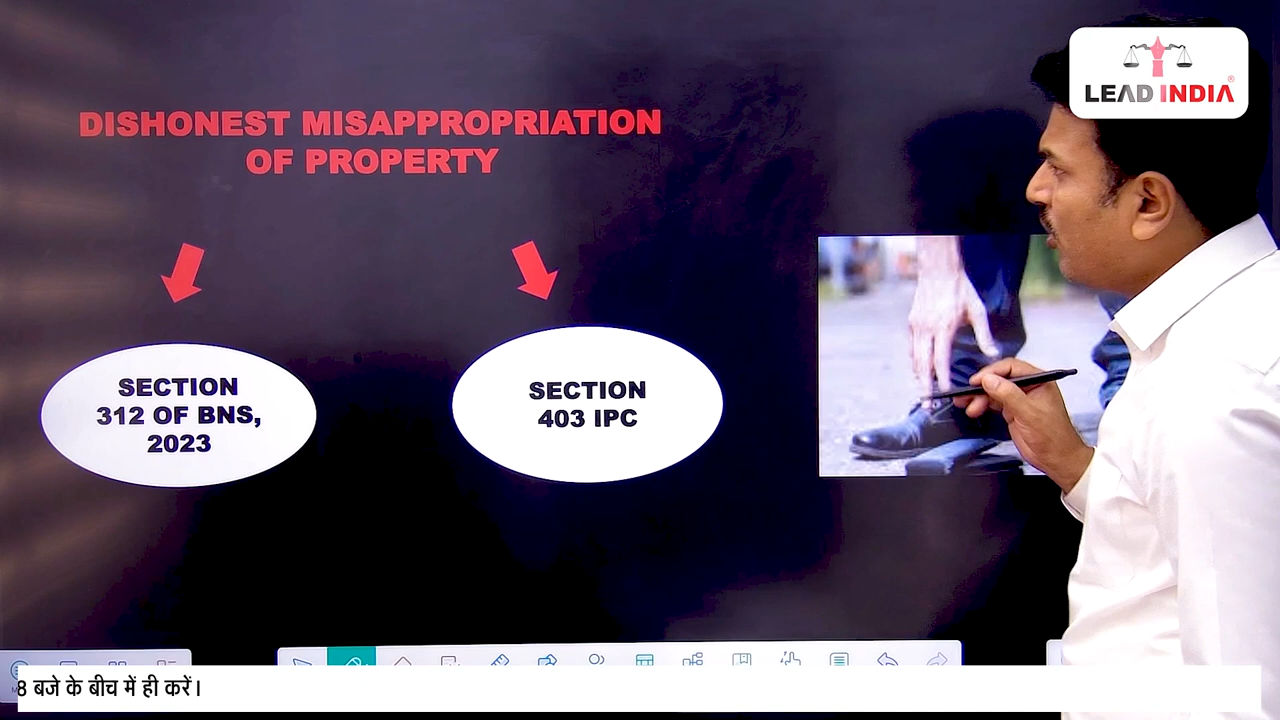 LEAD INDIA®
DISHONEST MISAPPROPRIATION
OF PROPERTY
SECTION
312 OF BNS,
2023
SECTION
403 IPC
8 बजे के बीच में ही करें।